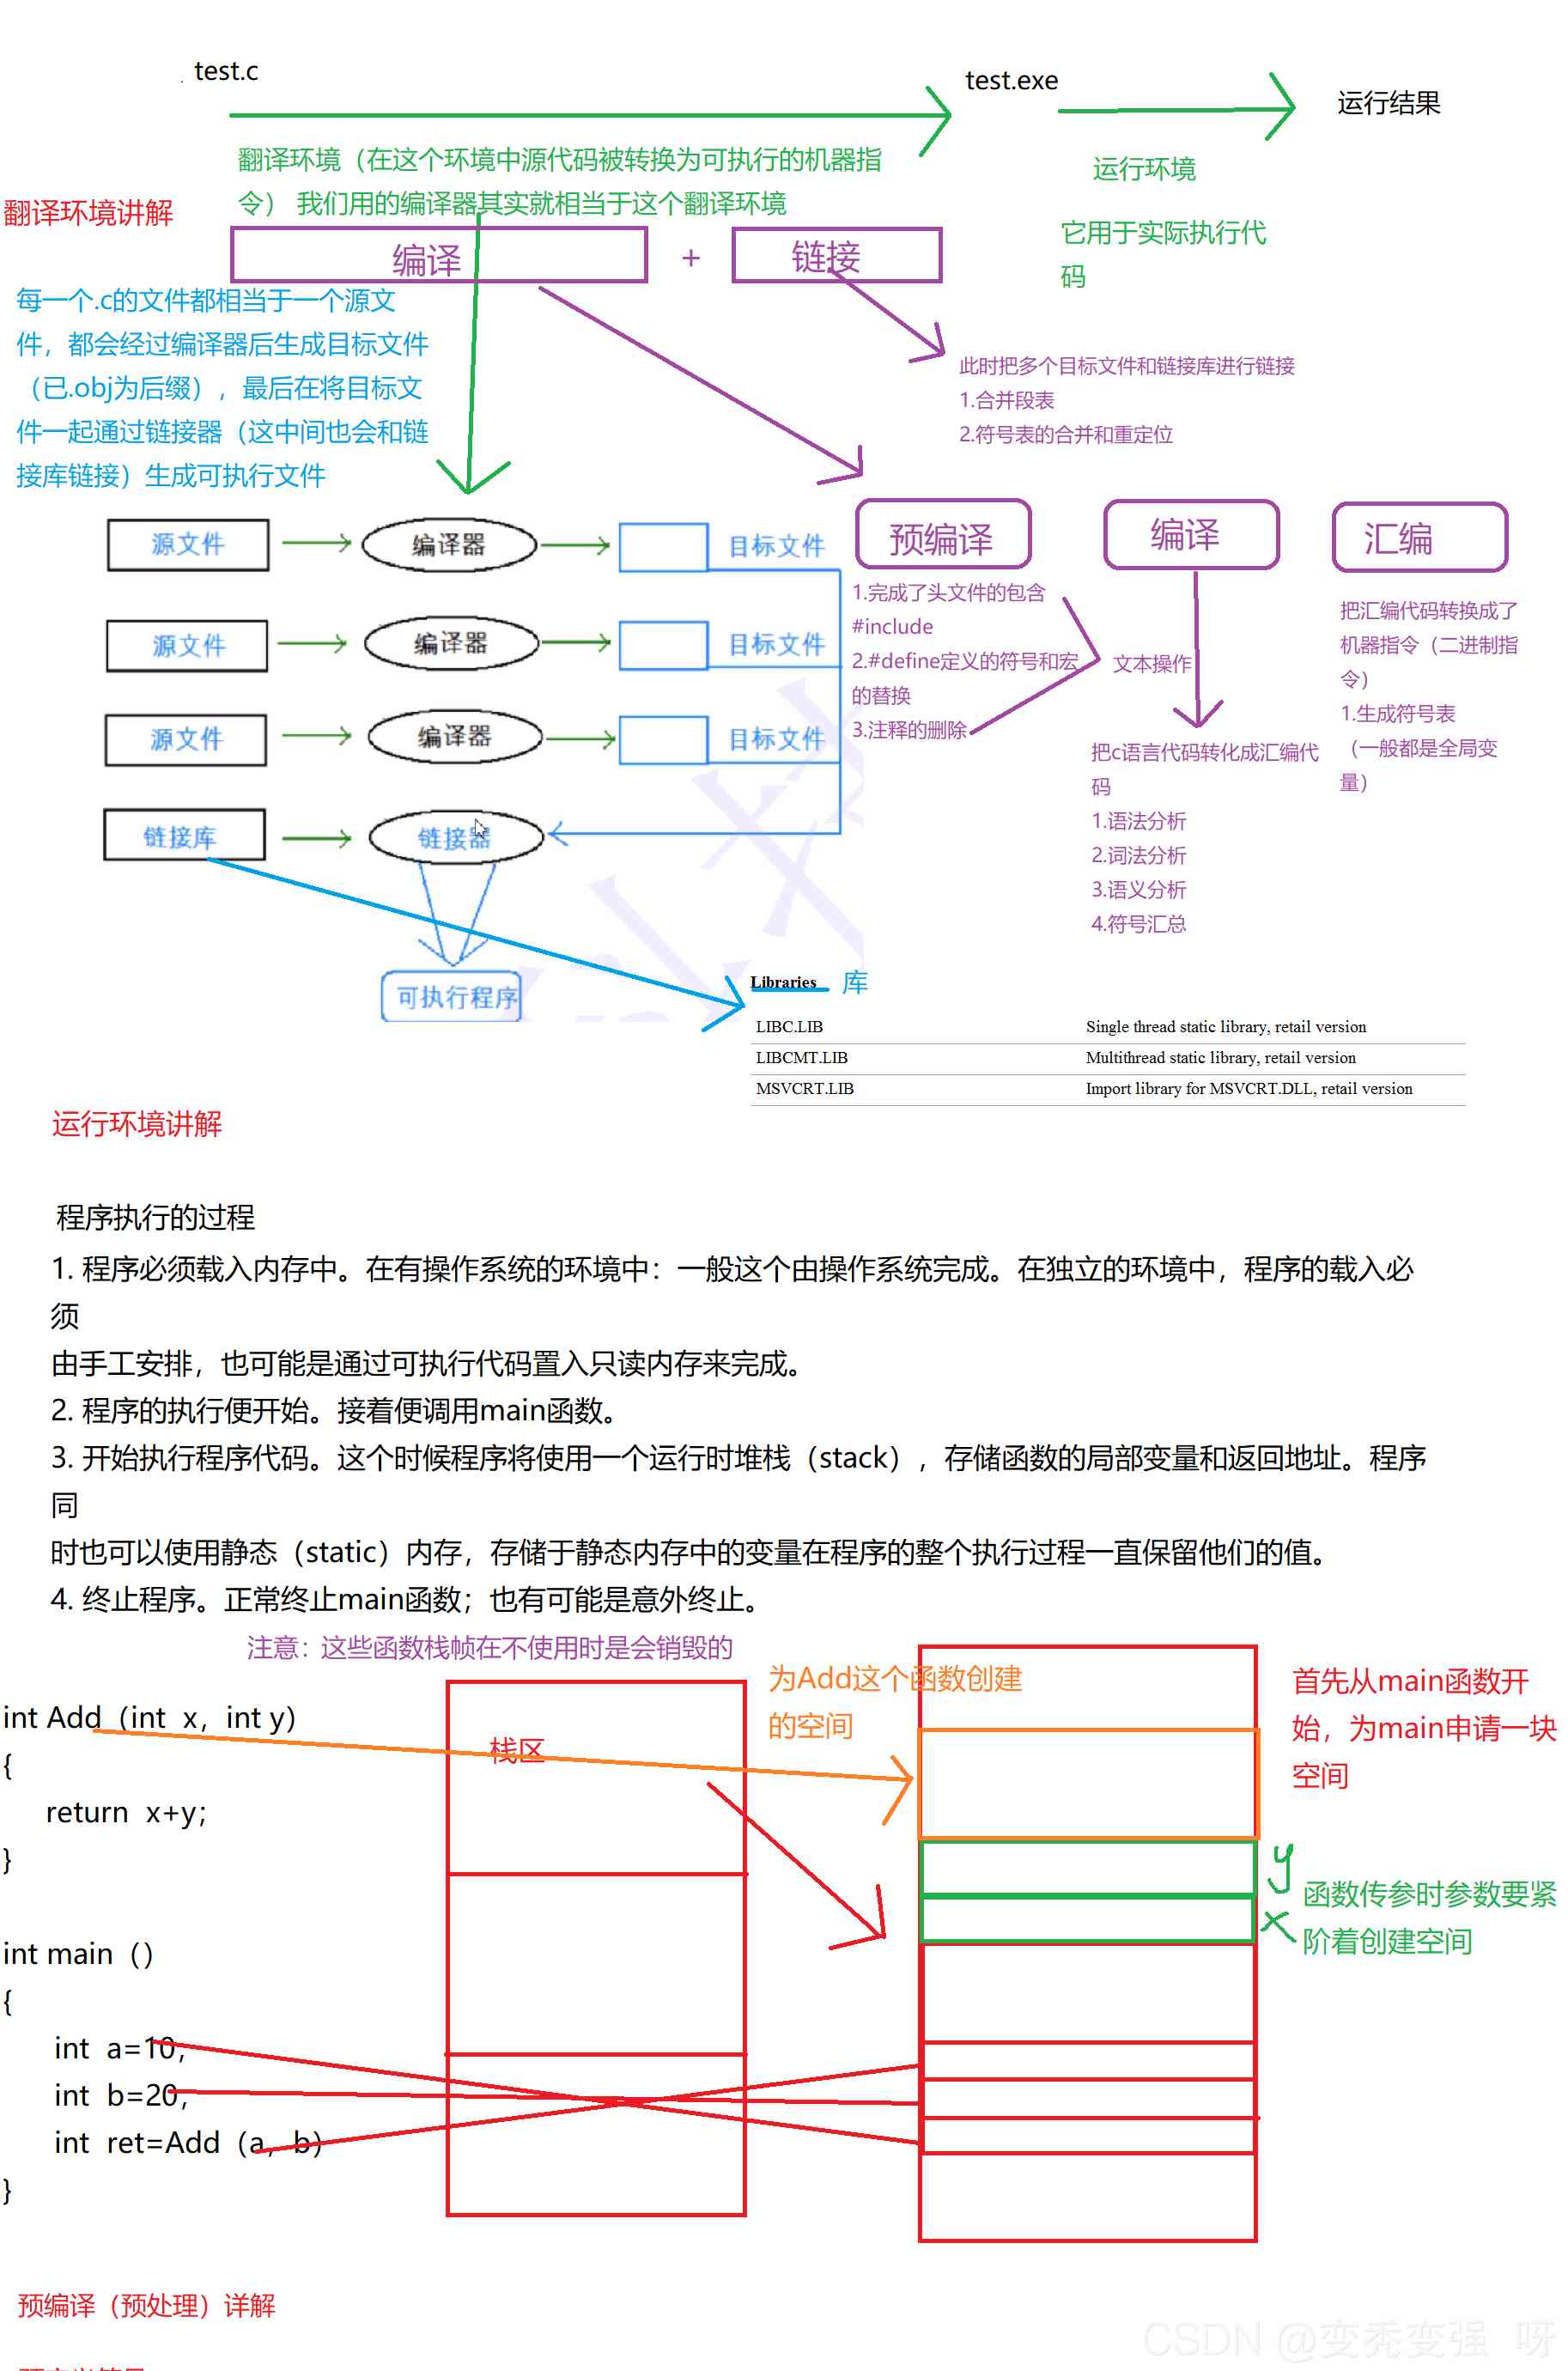 test.c
test.exe
运行结果
翻译环境（在这个环境中源代码被转换为可执行的机器指
令） 我们用的编译器其实就相当于这个翻译环境
运行环境
它用于实际执行代
码
翻译环境讲解
编译
+
链接
每一个.c的文件都相当于一个源文
件，都会经过编译器后生成目标文件
（已.obj为后缀），最后在将目标文
件一起通过链接器（这中间也会和链
接库链接）生成可执行文件
此时把多个目标文件和链接库进行链接
1.合并段表
2.符号表的合并和重定位
源文件
编译器
目标文件
源文件
编译器
目标文件
源文件
编译器
目标文件
链接库
链接器
可执行程序
预编译
1.完成了头文件的包含
#include
2.#define定义的符号和宏
的替换
3.注释的删除
文本操作
编译
把c语言代码转化成汇编代
码
1.语法分析
2.词法分析
3.语义分析
4.符号汇总
汇编
把汇编代码转换成了
机器指令（二进制指
令）
1.生成符号表
（一般都是全局变
量）
Libraries 库
LIBC.LIB Single thread static library, retail version
LIBCMT.LIB Multithread static library, retail version
MSVCRT.LIB Import library for MSVCRT.DLL, retail version
运行环境讲解
程序执行的过程
1. 程序必须载入内存中。在有操作系统的环境中：一般这个由操作系统完成。在独立的环境中，程序的载入必
须
由手工安排，也可能是通过可执行代码置入只读内存来完成。
2. 程序的执行便开始。接着便调用main函数。
3. 开始执行程序代码。这个时候程序将使用一个运行时堆栈（stack），存储函数的局部变量和返回地址。程序
同
时也可以使用静态（static）内存，存储于静态内存中的变量在程序的整个执行过程一直保留他们的值。
4. 终止程序。正常终止main函数；也有可能是意外终止。
注意：这些函数栈帧在不使用时是会销毁的
int Add（int x，int y）
{
return x+y;
}
int main（）
{
int a=10，
int b=20，
int ret=Add（a，b）
}
栈区
为Add这个函数创建
的空间
首先从main函数开
始，为main申请一块
空间
y
x
函数传参时参数要紧
阶着创建空间
预编译（预处理）详解
CSDN @变秃变强 呀